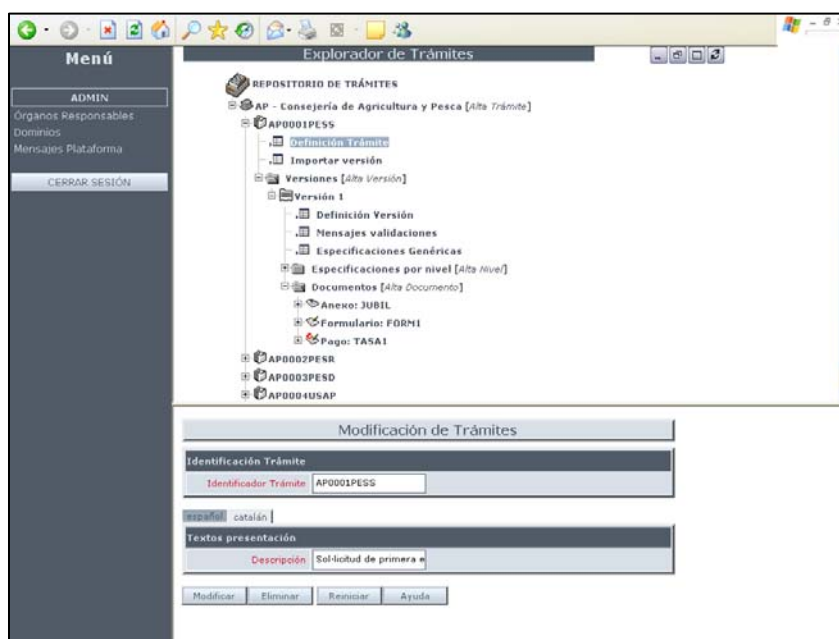 Menú
ADMIN
Órganos Responsables
Dominios
Mensajes Plataforma
CERRAR SESIÓN
Explorador de Trámites
REPOSITORIO DE TRÁMITES
AP - Consejería de Agricultura y Pesca [Alta Trámite]
AP0001PESS
Definición Trámite
Importar versión
Versiones [Alta Versión]
Versión 1
Definición Versión
Mensajes validaciones
Especificaciones Genéricas
Especificaciones por nivel [Alta Nivel]
Documentos [Alta Documento]
Anexo: JUBIL
Formulario: FORM1
Pago: TASA1
AP0002PESR
AP0003PESD
AP0004USAP
Modificación de Trámites
Identificación Trámite
Identificador Trámite AP0001PESS
español catalán
Textos presentación
Descripción Sol·licitud de primera e
Modificar Eliminar Reiniciar Ayuda